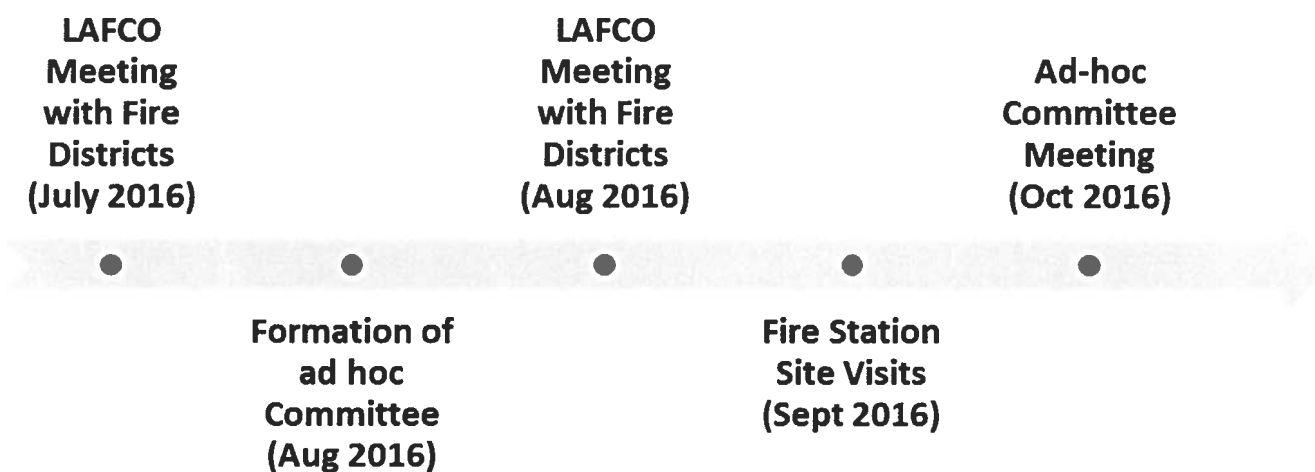 LAFCO
Meeting
with Fire
Districts
(July 2016)
Formation of
ad hoc
Committee
(Aug 2016)
LAFCO
Meeting
with Fire
Districts
(Aug 2016)
Fire Station
Site Visits
(Sept 2016)
Ad-hoc
Committee
Meeting
(Oct 2016)